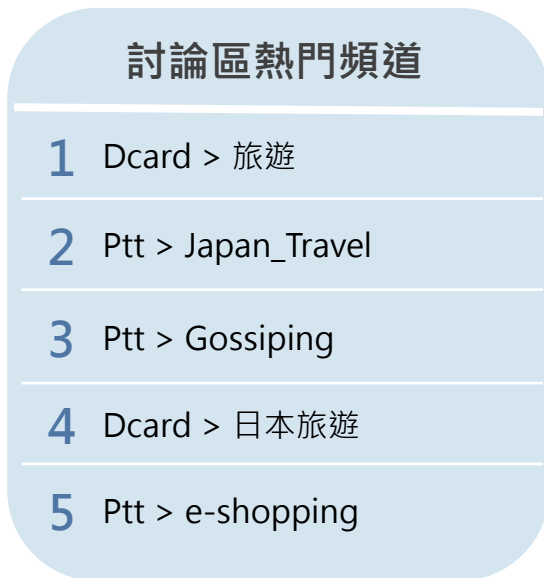 討論區熱門頻道
1 Dcard > 旅遊
2 Ptt > Japan_Travel
3 Ptt > Gossiping
4 Dcard > 日本旅遊
5 Ptt > e-shopping